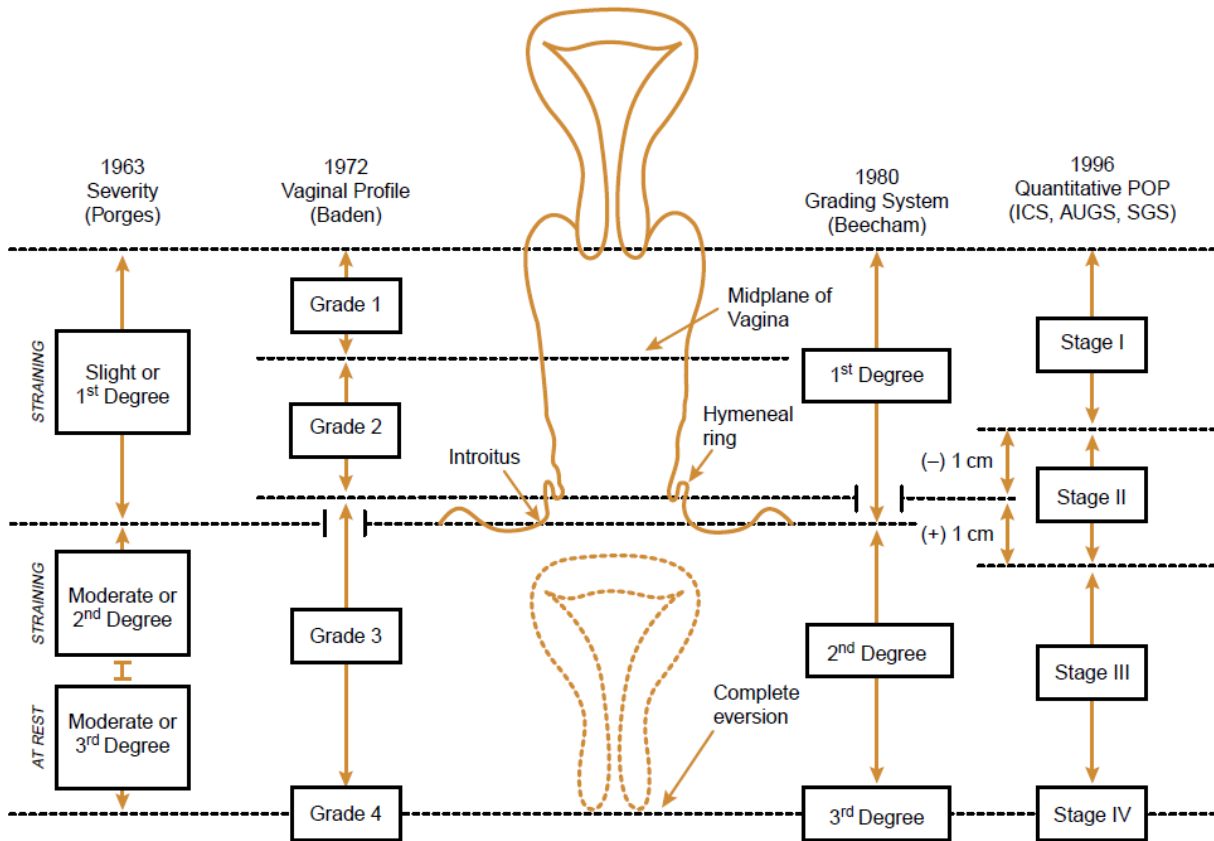 1963
Severity
(Porges)
1972
Vaginal Profile
(Baden)
1980
Grading System
(Beecham)
1996
Quantitative POP
(ICS, AUGS, SGS)
STRAINING
Slight or
1st Degree
Grade 1
Grade 2
Midplane of
Vagina
Hymeneal
ring
Introitus
1st Degree
Stage I
(–) 1 cm
Stage II
(+) 1 cm
STRAINING
Moderate or
2nd Degree
AT REST
Moderate or
3rd Degree
Grade 3
Grade 4
Complete
eversion
2nd Degree
3rd Degree
Stage III
Stage IV